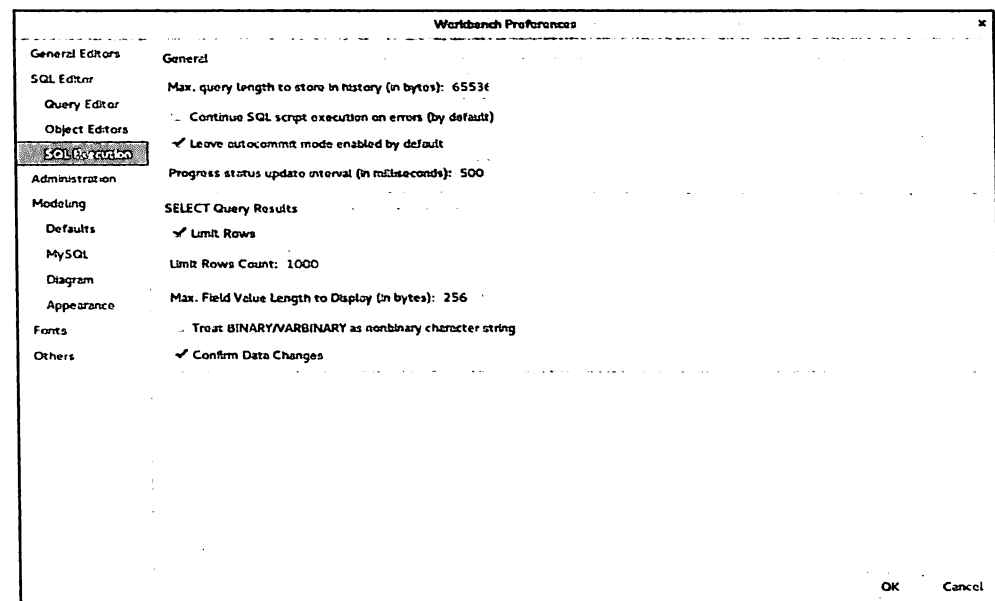 Workbench Preferences
×
General Editors
SQL Editor
Query Editor
Object Editors
SQL Execution
Administration
Modeling
Defaults
MySQL
Diagram
Appearance
Fonts
Others
General
Max. query length to store in history (in bytes): 65536
Continue SQL script execution on errors (by default)
✓ Leave autocommit mode enabled by default
Progress status update interval (in milliseconds): 500
SELECT Query Results
✓ Limit Rows
Limit Rows Count: 1000
Max. Field Value Length to Display (in bytes): 256
Treat BINARY/VARBINARY as nonbinary character string
✓ Confirm Data Changes
OK Cancel